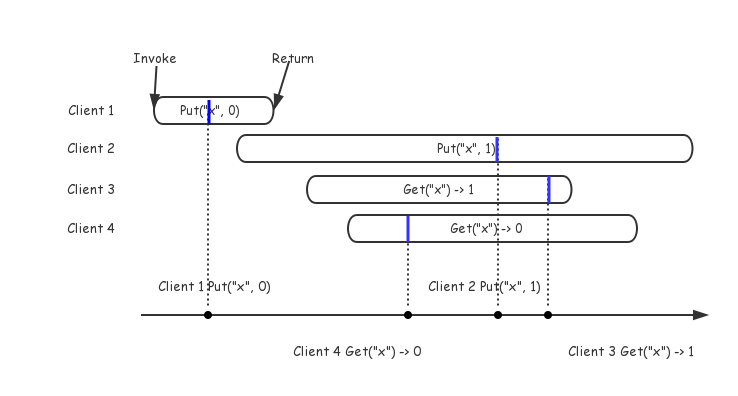 Invoke
Return
Client 1
Put("x", 0)
Client 2
Put("x", 1)
Client 3
Get("x") -> 1
Client 4
Get("x") -> 0
Client 1 Put("x", 0)
Client 2 Put("x", 1)
Client 4 Get("x") -> 0
Client 3 Get("x") -> 1